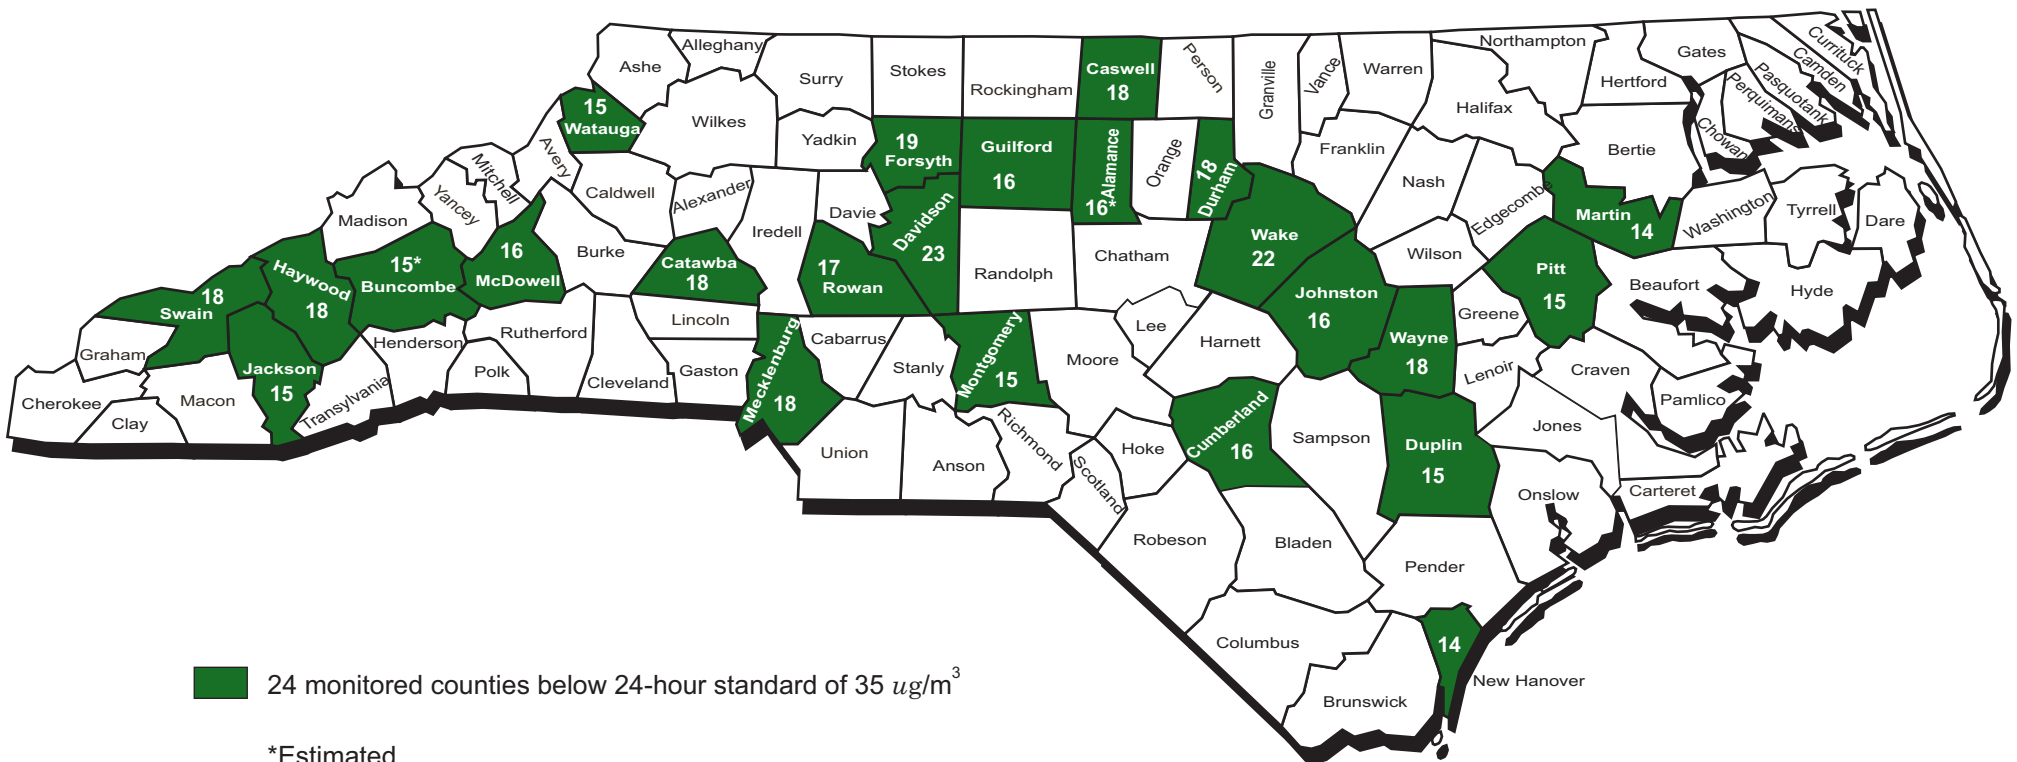 Ashe
Alleghany
Surry
Stokes
Rockingham
Caswell
18
Person
Granville
Vance
Warren
Northampton
Halifax
Hertford
Gates
Currituck
Camden
Pasquotank
Perquimans
Chowan
15
Watauga
Wilkes
Yadkin
19
Forsyth
Guilford
16
*Alamance
16
Orange
18
Durham
Franklin
Nash
Edgecombe
Bertie
Martin
14
Washington
Tyrrell
Dare
Avery
Mitchell
Yancey
Madison
Caldwell
Alexander
Iredell
Davie
Davidson
23
Randolph
Chatham
Wake
22
Wilson
Pitt
15
Beaufort
Hyde
Haywood
18
15*
Buncombe
16
McDowell
Burke
Catawba
18
17
Rowan
Johnston
16
Wayne
18
Greene
18
Swain
Graham
Jackson
15
Henderson
Rutherford
Lincoln
Mecklenburg
18
Cabarrus
Stanly
Montgomery
15
Moore
Lee
Harnett
Lenoir
Craven
Pamlico
Cherokee
Clay
Macon
Transylvania
Polk
Cleveland
Gaston
Union
Anson
Richmond
Scotland
Hoke
Cumberland
16
Sampson
Duplin
15
Jones
Onslow
Carteret
Robeson
Bladen
Pender
Columbus
Brunswick
14
New Hanover
24 monitored counties below 24-hour standard of 35 ug/m³
*Estimated